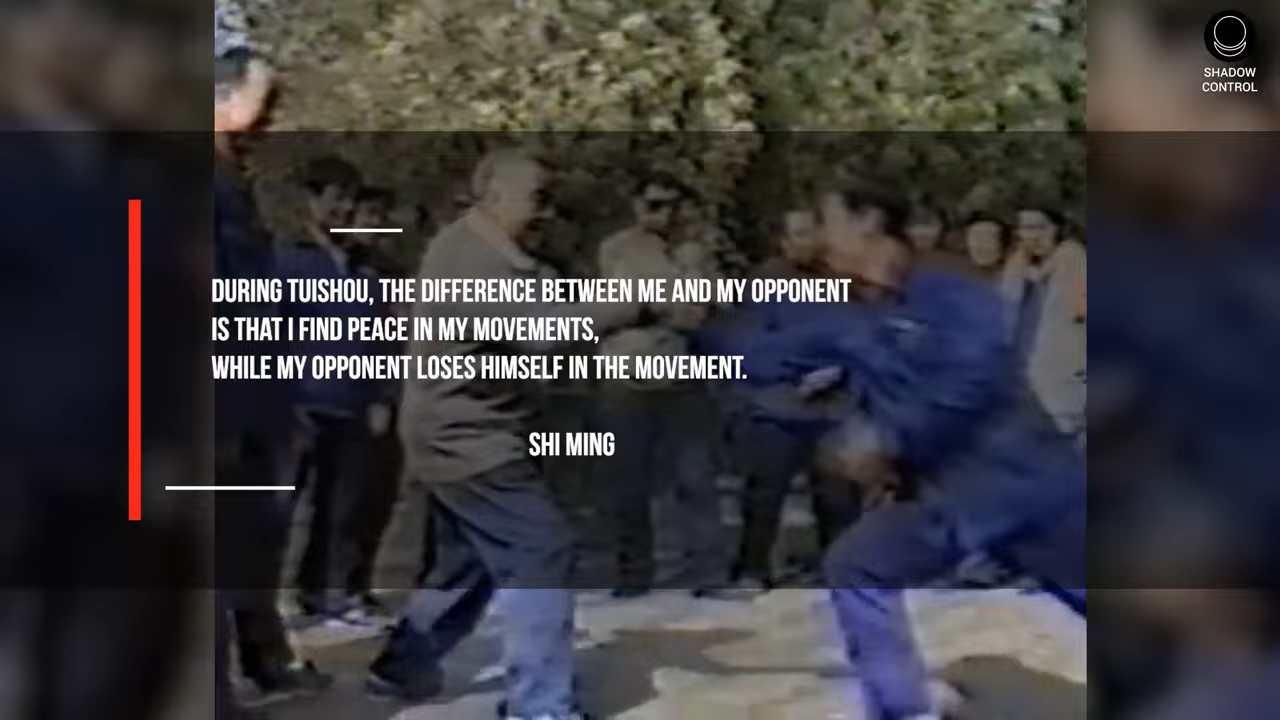 SHADOW
CONTROL
DURING TUISHOU, THE DIFFERENCE BETWEEN ME AND MY OPPONENT
IS THAT I FIND PEACE IN MY MOVEMENTS,
WHILE MY OPPONENT LOSES HIMSELF IN THE MOVEMENT.
SHI MING